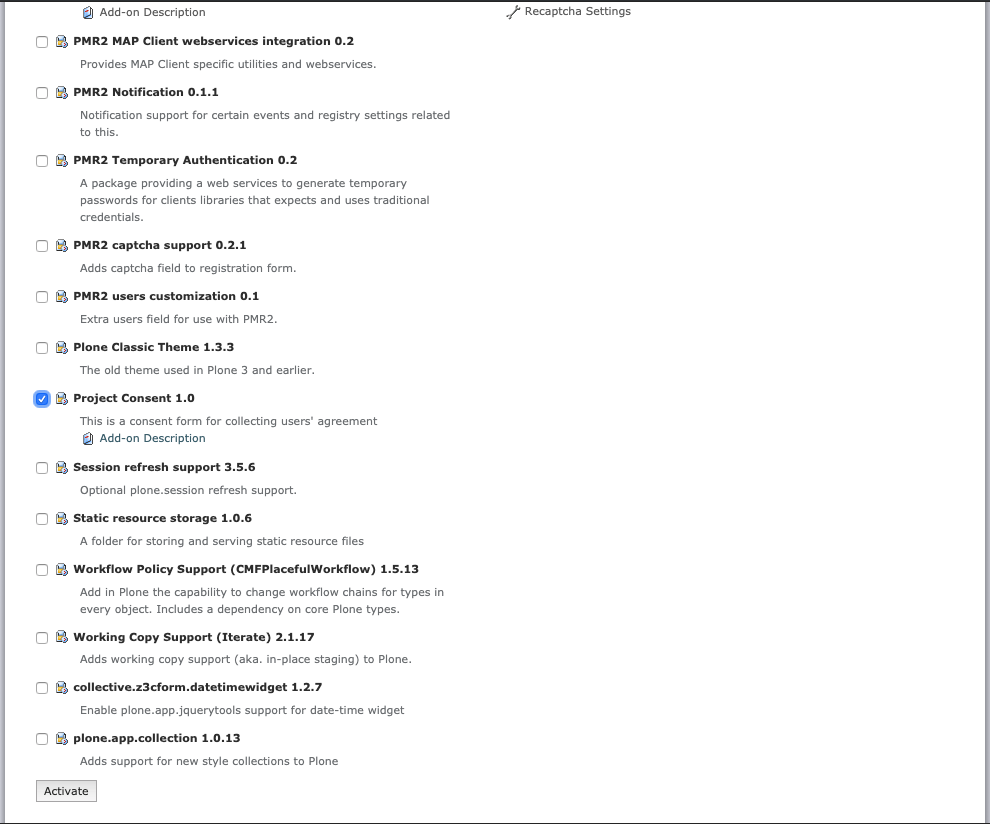 Add-on Description
Recaptcha Settings
PMR2 MAP Client webservices integration 0.2
Provides MAP Client specific utilities and webservices.
PMR2 Notification 0.1.1
Notification support for certain events and registry settings related
to this.
PMR2 Temporary Authentication 0.2
A package providing a web services to generate temporary
passwords for clients libraries that expects and uses traditional
credentials.
PMR2 captcha support 0.2.1
Adds captcha field to registration form.
PMR2 users customization 0.1
Extra users field for use with PMR2.
Plone Classic Theme 1.3.3
The old theme used in Plone 3 and earlier.
Project Consent 1.0
This is a consent form for collecting users' agreement
Add-on Description
Session refresh support 3.5.6
Optional plone.session refresh support.
Static resource storage 1.0.6
A folder for storing and serving static resource files
Workflow Policy Support (CMFPlacefulWorkflow) 1.5.13
Add in Plone the capability to change workflow chains for types in
every object. Includes a dependency on core Plone types.
Working Copy Support (Iterate) 2.1.17
Adds working copy support (aka. in-place staging) to Plone.
collective.z3cform.datetimewidget 1.2.7
Enable plone.app.jquerytools support for date-time widget
plone.app.collection 1.0.13
Adds support for new style collections to Plone
Activate